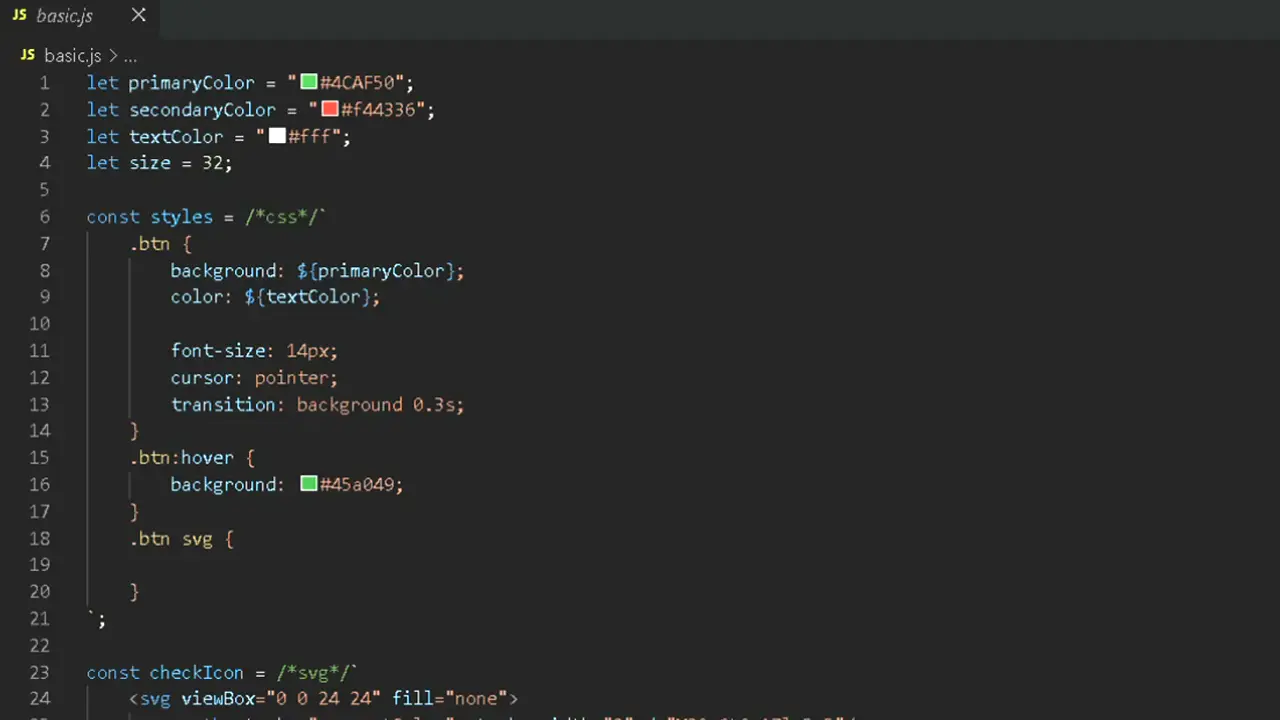 JS basic.js
JS basic.js > ...
1 let primaryColor = "#4CAF50";
2 let secondaryColor = "#f44336";
3 let textColor = "#fff";
4 let size = 32;
5
6 const styles = /*css*/`
7 .btn {
8 background: ${primaryColor};
9 color: ${textColor};
10
11 font-size: 14px;
12 cursor: pointer;
13 transition: background 0.3s;
14 }
15 .btn:hover {
16 background: #45a049;
17 }
18 .btn svg {
19
20 }
21 `;
22
23 const checkIcon = /*svg*/`
24 <svg viewBox="0 0 24 24" fill="none">